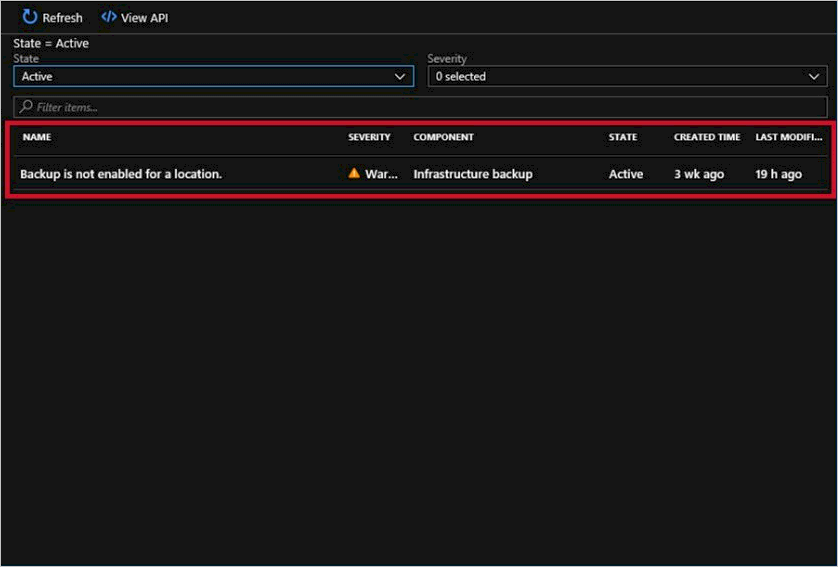 Refresh </> View API
State = Active
State Severity
Active 0 selected
Filter items...
NAME SEVERITY COMPONENT STATE CREATED TIME LAST MODIFI...
Backup is not enabled for a location. War... Infrastructure backup Active 3 wk ago 19 h ago